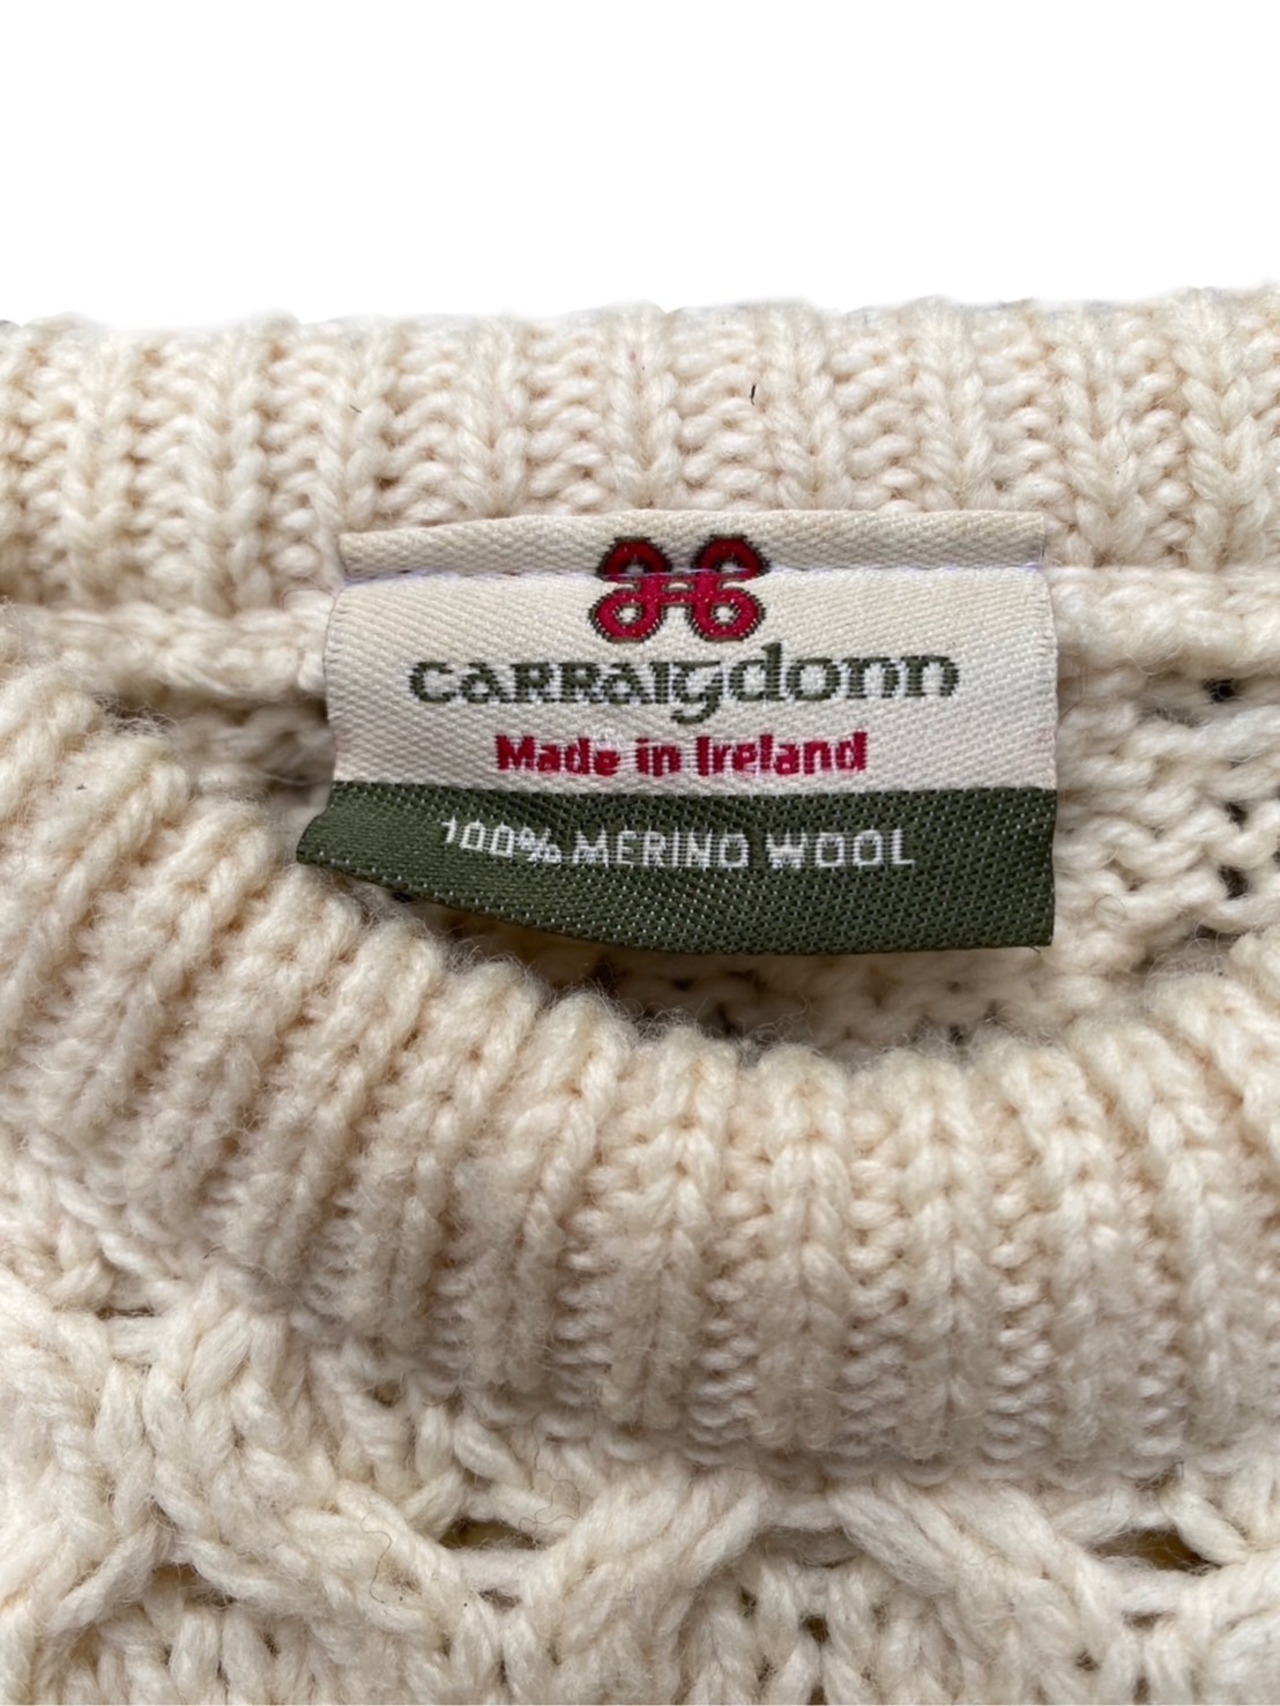 CARRAIGdonn
Made in Ireland
100% MERINO WOOL